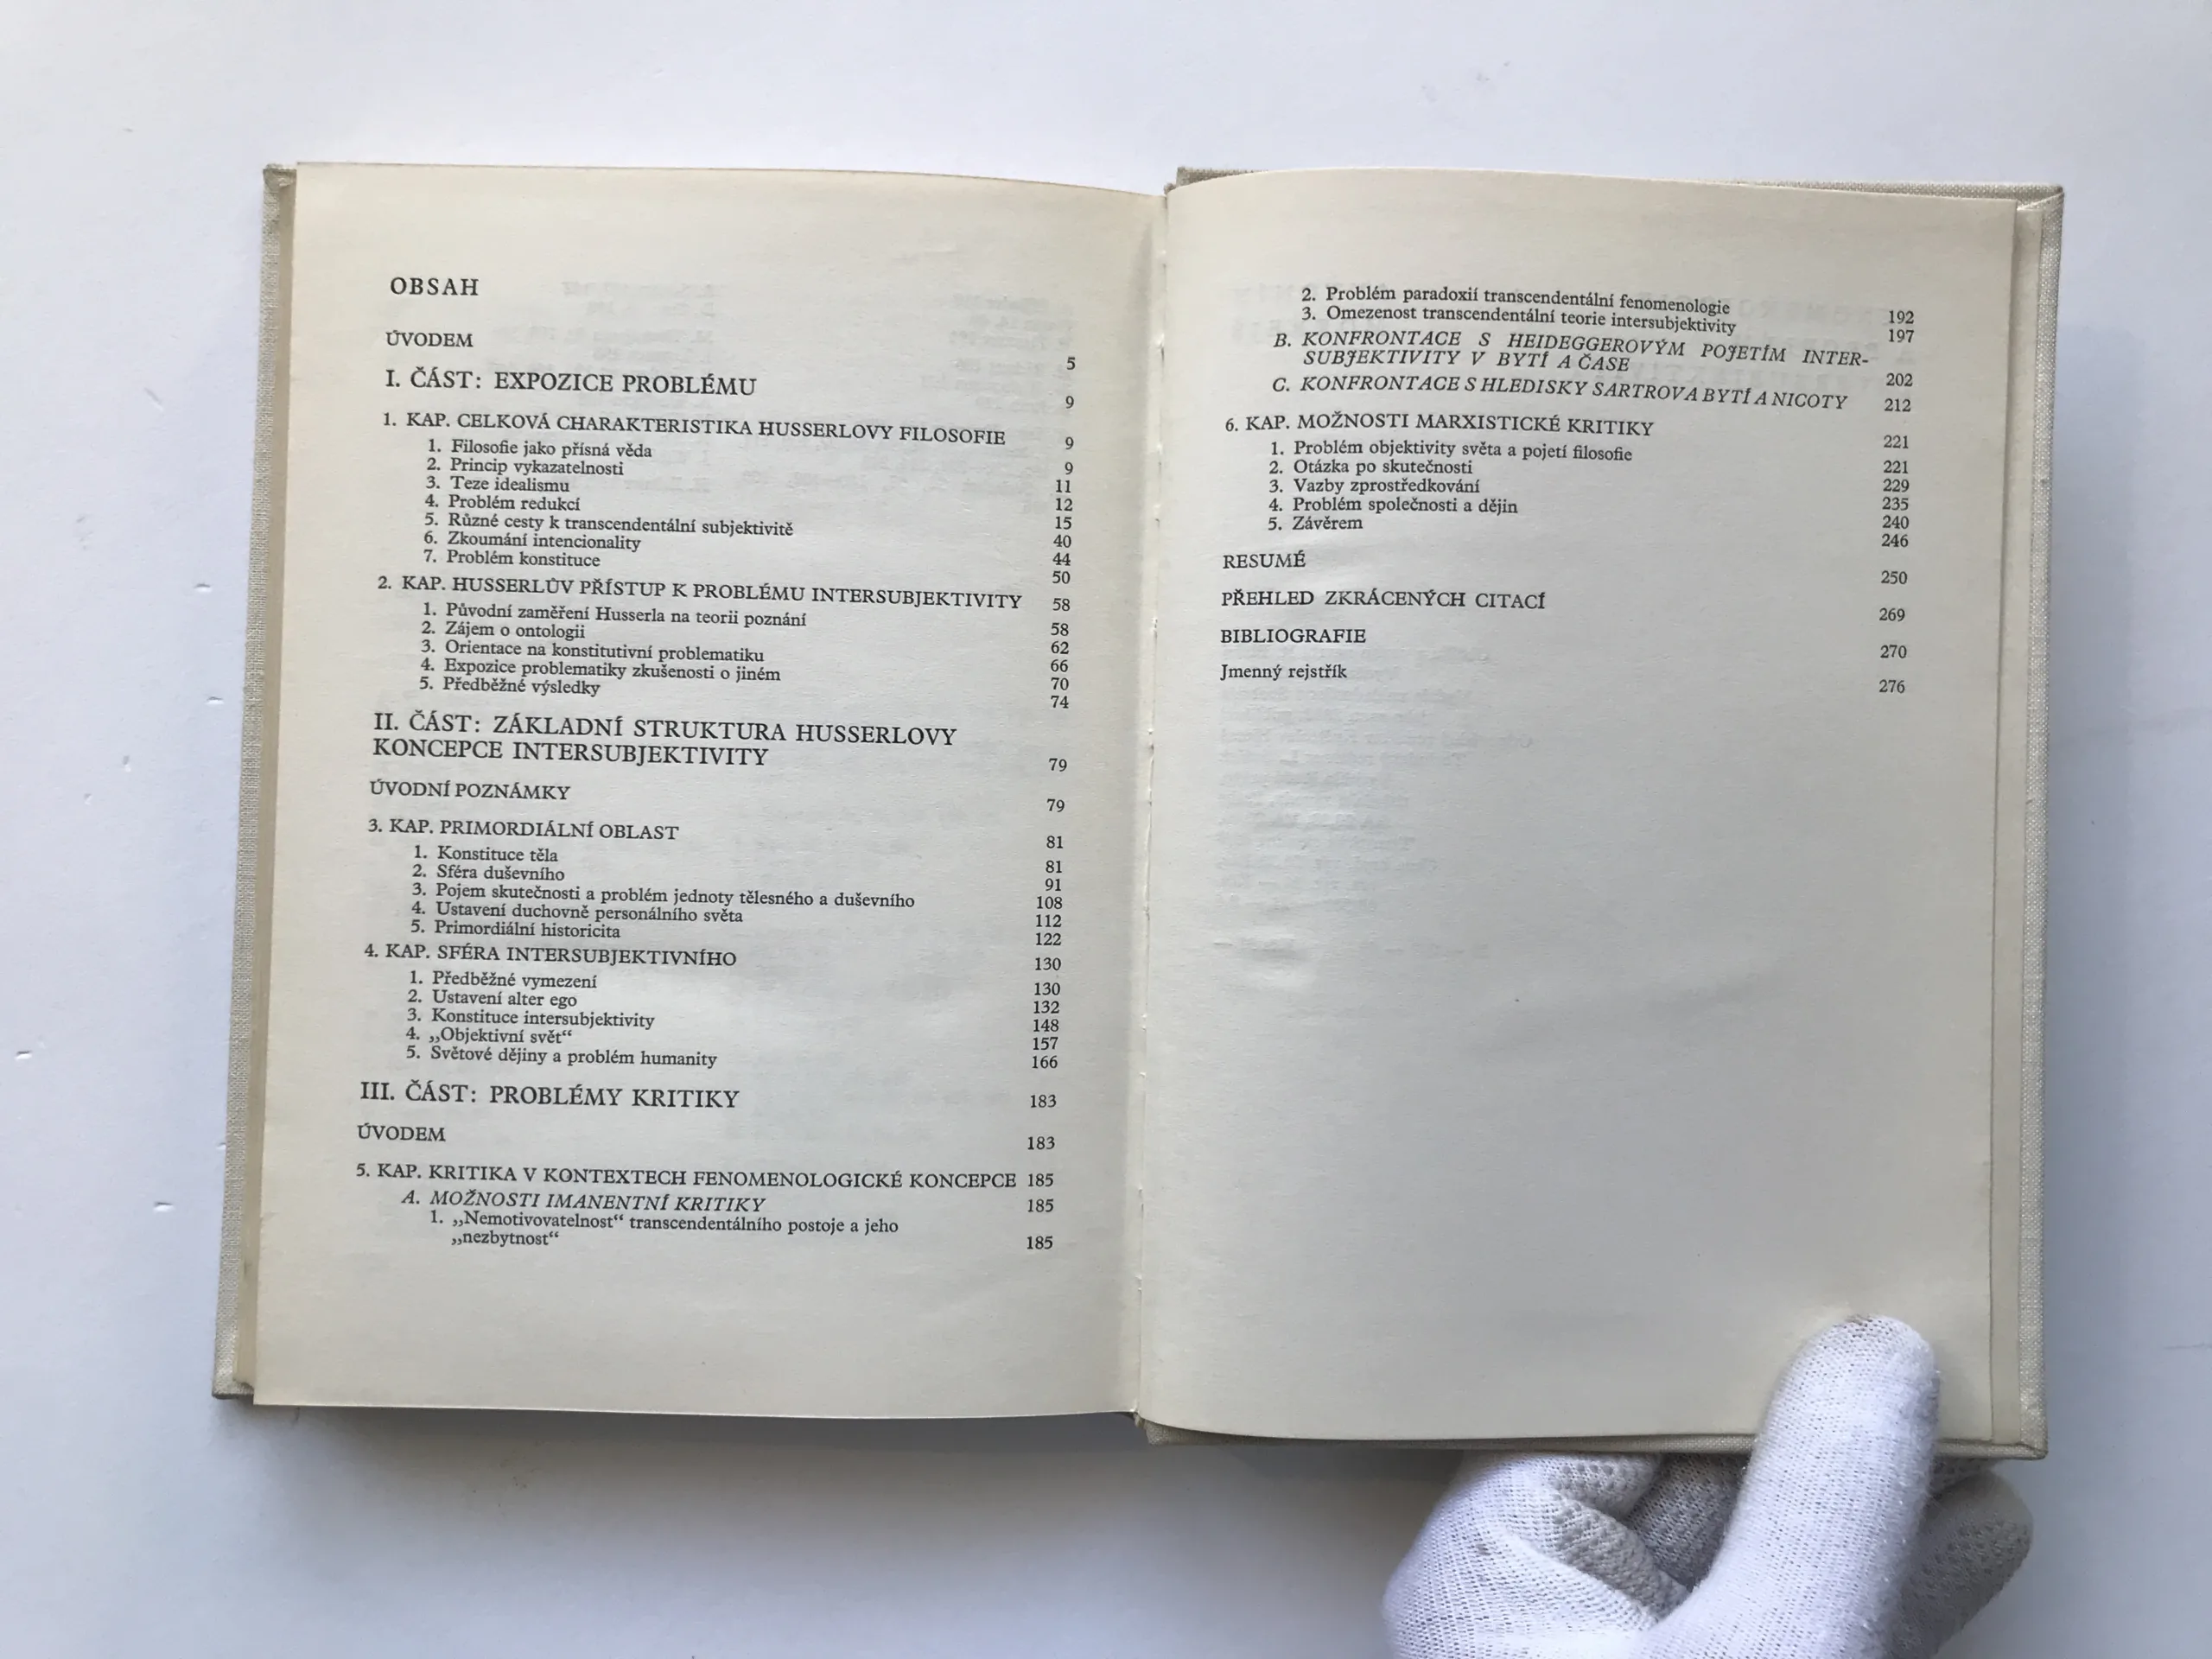 OBSAH
ÚVODEM 5
I. ČÁST: EXPOZICE PROBLÉMU 9
1. KAP. CELKOVÁ CHARAKTERISTIKA HUSSERLOVY FILOSOFIE 9
1. Filosofie jako přísná věda 9
2. Princip vykazatelnosti 11
3. Teze idealismu 12
4. Problém redukcí 15
5. Různé cesty k transcendentální subjektivitě 40
6. Zkoumání intencionality 44
7. Problém konstituce 50
2. KAP. HUSSERLŮV PŘÍSTUP K PROBLÉMU INTERSUBJEKTIVITY 58
1. Původní zaměření Husserla na teorii poznání 58
2. Zájem o ontologii 62
3. Orientace na konstitutivní problematiku 66
4. Expozice problematiky zkušenosti o jiném 70
5. Předběžné výsledky 74
II. ČÁST: ZÁKLADNÍ STRUKTURA HUSSERLOVY
KONCEPCE INTERSUBJEKTIVITY 79
ÚVODNÍ POZNÁMKY 79
3. KAP. PRIMORDIÁLNÍ OBLAST 81
1. Konstituce těla 81
2. Sféra duševního 91
3. Pojem skutečnosti a problém jednoty tělesného a duševního 108
4. Ustavení duchovně personálního světa 112
5. Primordiální historicita 122
4. KAP. SFÉRA INTERSUBJEKTIVNÍHO 130
1. Předběžné vymezení 130
2. Ustavení alter ego 132
3. Konstituce intersubjektivity 148
4. „Objektivní svět“ 157
5. Světové dějiny a problém humanity 166
III. ČÁST: PROBLÉMY KRITIKY 183
ÚVODEM 183
5. KAP. KRITIKA V KONTEXTECH FENOMENOLOGICKÉ KONCEPCE 185
A. MOŽNOSTI IMANENTNÍ KRITIKY 185
1. „Nemotivovatelnost“ transcendentálního postoje a jeho
„nezbytnost“ 185
2. Problém paradoxií transcendentální fenomenologie 192
3. Omezenost transcendentální teorie intersubjektivity 197
B. KONFRONTACE S HEIDEGGEROVÝM POJETÍM INTER-
SUBJEKTIVITY V BYTÍ A ČASE 202
C. KONFRONTACE S HLEDISKY SARTROVA BYTÍ A NICOTY 212
6. KAP. MOŽNOSTI MARXISTICKÉ KRITIKY 221
1. Problém objektivity světa a pojetí filosofie 221
2. Otázka po skutečnosti 229
3. Vazby zprostředkování 235
4. Problém společnosti a dějin 240
5. Závěrem 246
RESUMÉ 250
PŘEHLED ZKRÁCENÝCH CITACÍ 269
BIBLIOGRAFIE 270
Jmenný rejstřík 276